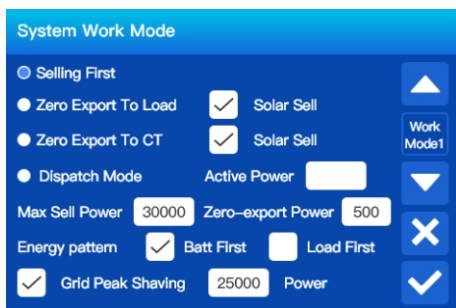 System Work Mode
Selling First
Zero Export To Load Solar Sell
Work Mode1
Zero Export To CT Solar Sell
Dispatch Mode Active Power
Max Sell Power 30000 Zero-export Power 500
Energy pattern Batt First Load First
Grid Peak Shaving 25000 Power